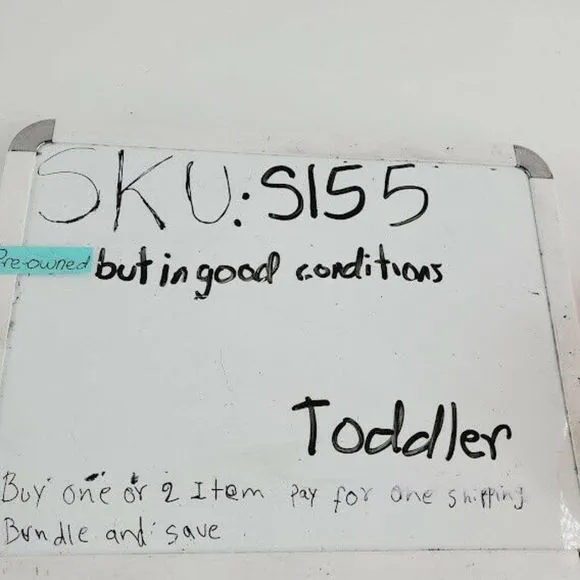 SKU: S155
Pre-owned but in good conditions
Toddler
Buy one or 2 Item pay for one shipping
Bundle and save